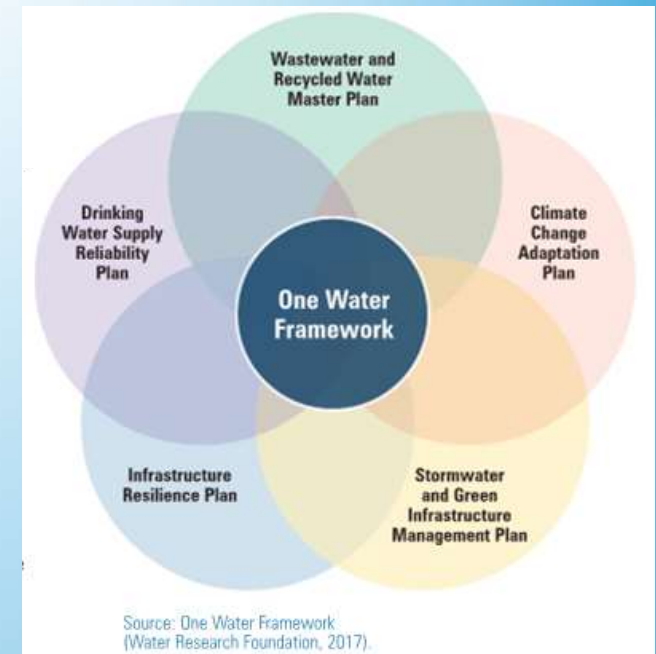 Wastewater and
Recycled Water
Master Plan
Drinking
Water Supply
Reliability
Plan
Climate
Change
Adaptation
Plan
One Water
Framework
Infrastructure
Resilience Plan
Stormwater
and Green
Infrastructure
Management Plan
Source: One Water Framework
(Water Research Foundation, 2017).